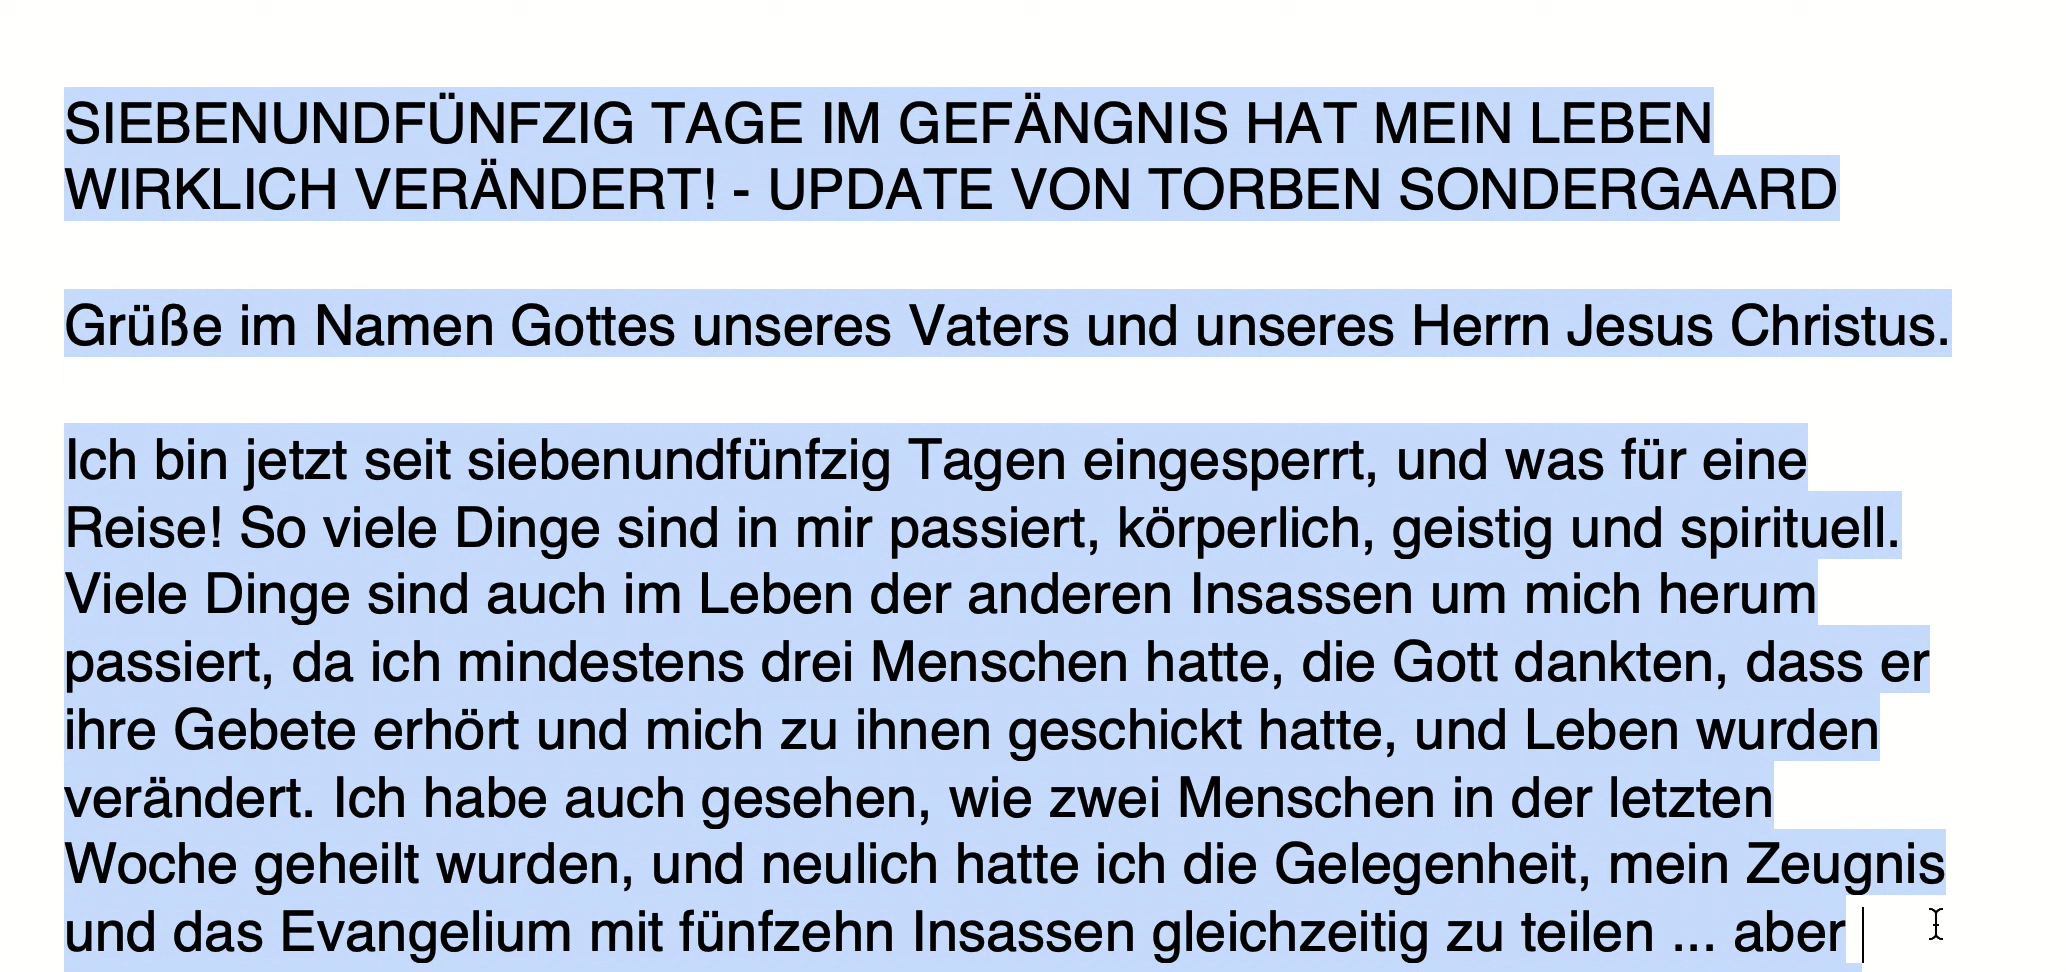 SIEBENUNDFÜNFZIG TAGE IM GEFÄNGNIS HAT MEIN LEBEN
WIRKLICH VERÄNDERT! - UPDATE VON TORBEN SONDERGAARD
Grüße im Namen Gottes unseres Vaters und unseres Herrn Jesus Christus.
Ich bin jetzt seit siebenundfünfzig Tagen eingesperrt, und was für eine
Reise! So viele Dinge sind in mir passiert, körperlich, geistig und spirituell.
Viele Dinge sind auch im Leben der anderen Insassen um mich herum
passiert, da ich mindestens drei Menschen hatte, die Gott dankten, dass er
ihre Gebete erhört und mich zu ihnen geschickt hatte, und Leben wurden
verändert. Ich habe auch gesehen, wie zwei Menschen in der letzten
Woche geheilt wurden, und neulich hatte ich die Gelegenheit, mein Zeugnis
und das Evangelium mit fünfzehn Insassen gleichzeitig zu teilen ... aber